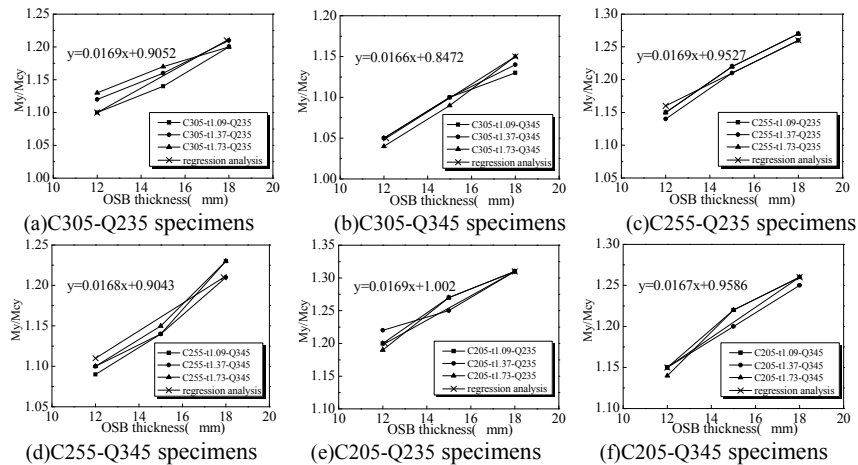 1.25
1.20
1.15
1.10
1.05
1.00
My/Mcy
y=0.0169x+0.9052
C305-t1.09-Q235
C305-t1.37-Q235
C305-t1.73-Q235
regression analysis
10 12 14 16 18 20
OSB thickness( mm)
(a)C305-Q235 specimens
1.25
1.20
1.15
1.10
1.05
1.00
My/Mcy
y=0.0166x+0.8472
C305-t1.09-Q345
C305-t1.37-Q345
C305-t1.73-Q345
regression analysis
10 12 14 16 18 20
OSB thickness( mm)
(b)C305-Q345 specimens
1.30
1.25
1.20
1.15
1.10
1.05
My/Mcy
y=0.0169x+0.9527
C255-t1.09-Q235
C255-t1.37-Q235
C255-t1.73-Q235
regression analysis
10 12 14 16 18 20
OSB thickness( mm)
(c)C255-Q235 specimens
1.25
1.20
1.15
1.10
1.05
My/Mcy
y=0.0168x+0.9043
C255-t1.09-Q345
C255-t1.37-Q345
C255-t1.73-Q345
regression analysis
10 12 14 16 18 20
OSB thickness( mm)
(d)C255-Q345 specimens
1.35
1.30
1.25
1.20
1.15
1.10
My/Mcy
y=0.0169x+1.002
C205-t1.09-Q235
C205-t1.37-Q235
C205-t1.73-Q235
regression analysis
10 12 14 16 18 20
OSB thickness( mm)
(e)C205-Q235 specimens
1.30
1.25
1.20
1.15
1.10
My/Mcy
y=0.0167x+0.9586
C205-t1.09-Q345
C205-t1.37-Q345
C205-t1.73-Q345
regression analysis
10 12 14 16 18 20
OSB thickness( mm)
(f)C205-Q345 specimens